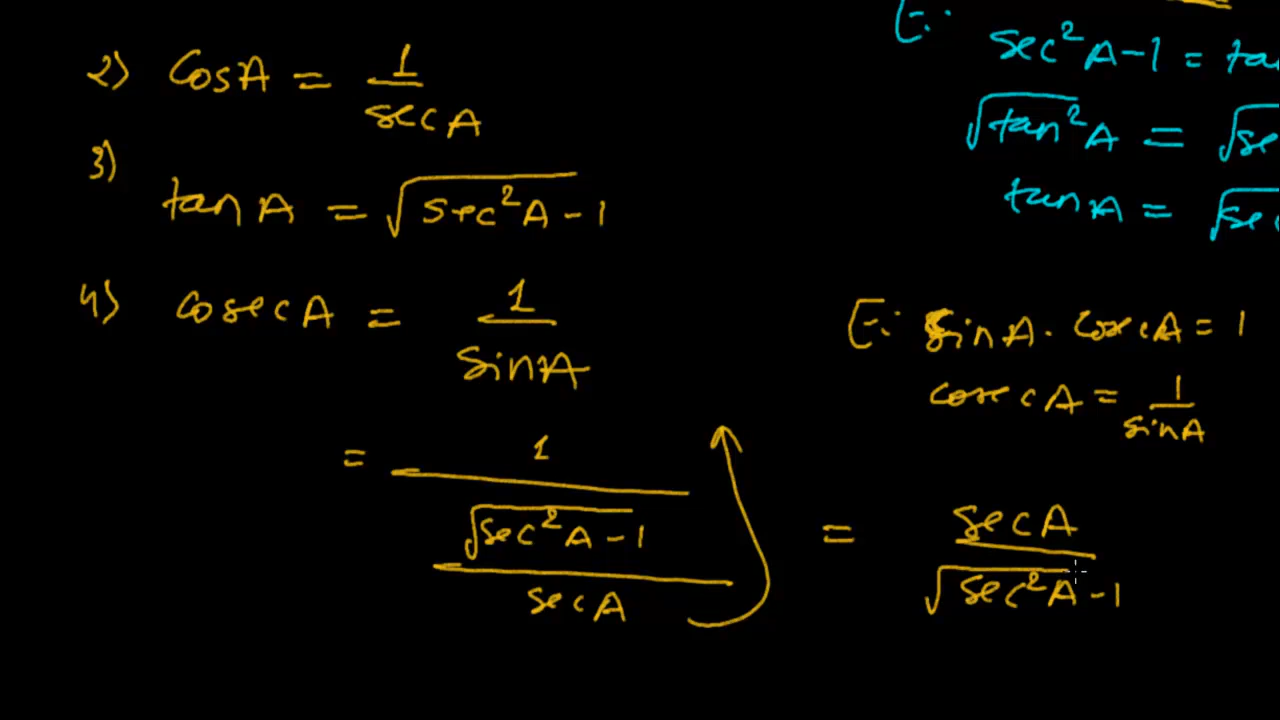 2) cosA = 1/secA
sec²A-1 = ta
√tan²A = √se
3) tanA = √sec²A-1
tanA = √sec
4) cosecA = 1/sinA
[∵ sinA. cosecA = 1
cosecA = 1/sinA
= 1/(√sec²A-1/secA) = secA/√sec²A-1